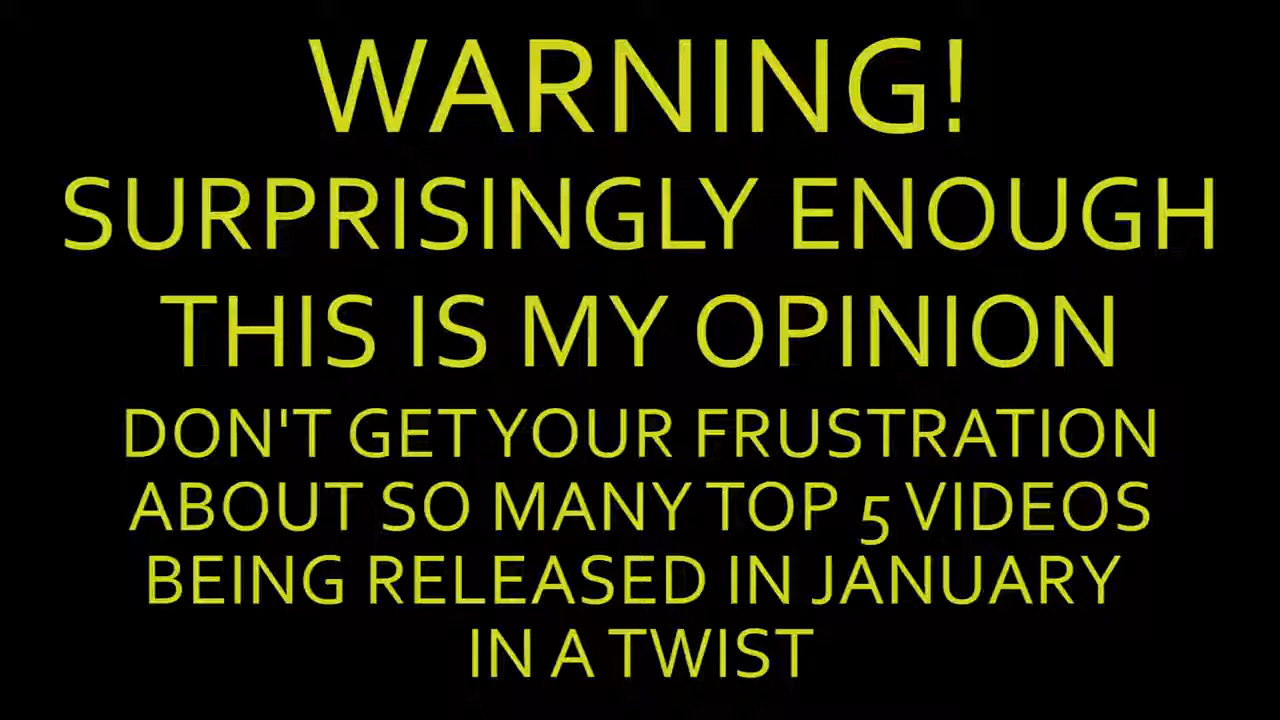 WARNING!
SURPRISINGLY ENOUGH
THIS IS MY OPINION
DON'T GET YOUR FRUSTRATION
ABOUT SO MANY TOP 5 VIDEOS
BEING RELEASED IN JANUARY
IN A TWIST